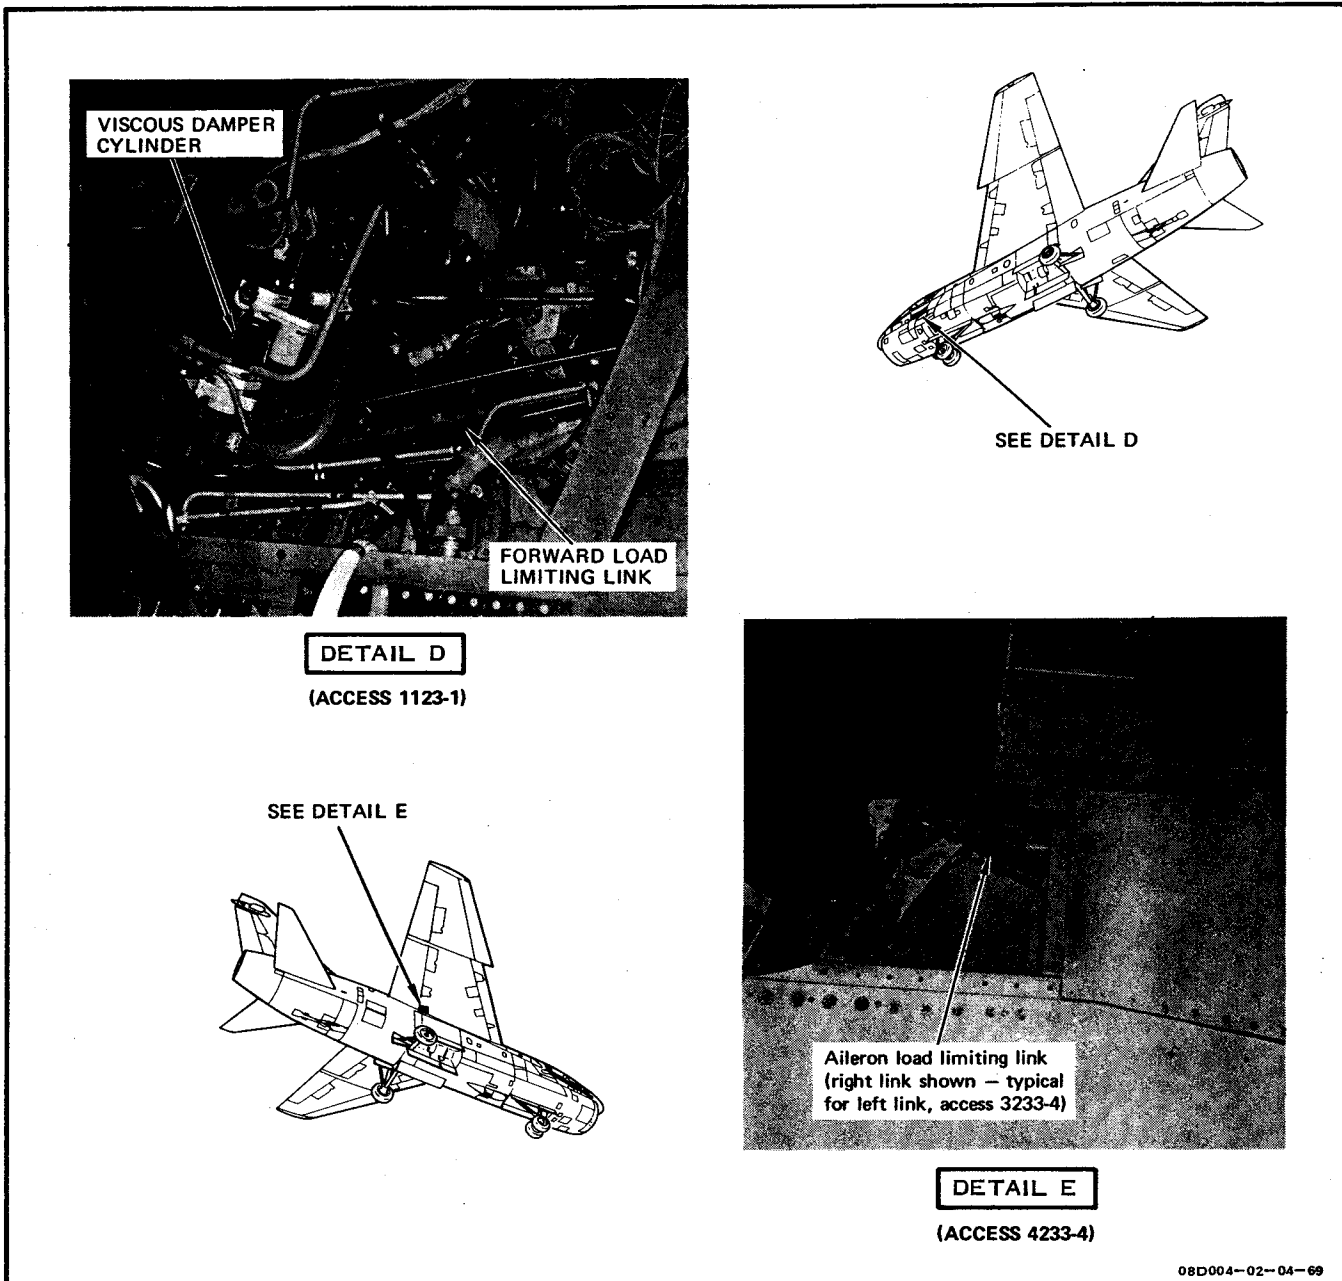 VISCOUS DAMPER
CYLINDER
SEE DETAIL D
FORWARD LOAD
LIMITING LINK
DETAIL D
(ACCESS 1123-1)
SEE DETAIL E
Aileron load limiting link
(right link shown — typical
for left link, access 3233-4)
DETAIL E
(ACCESS 4233-4)
08D004-02-04-69